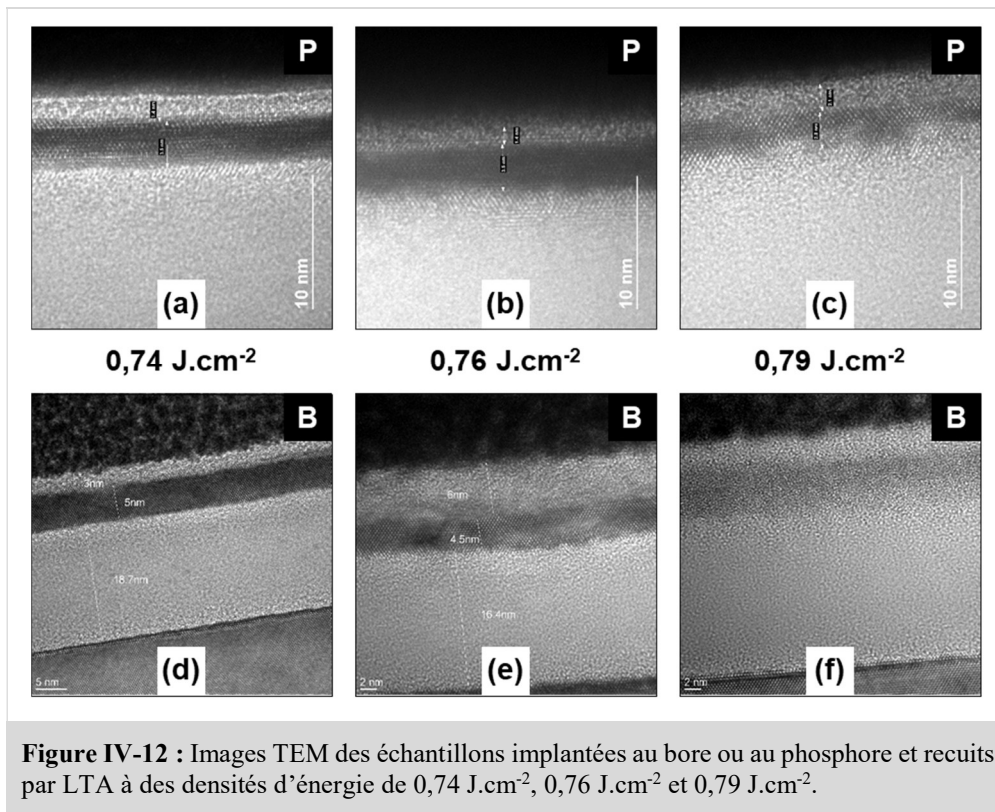 P
P
P
10 nm
10 nm
10 nm
(a)
(b)
(c)
0,74 J.cm-2
0,76 J.cm-2
0,79 J.cm-2
B
B
B
3nm
5nm
18.7nm
5 nm
(d)
4.5nm
16.4nm
2 nm
(e)
2 nm
(f)
Figure IV-12 : Images TEM des échantillons implantées au bore ou au phosphore et recuits
par LTA à des densités d’énergie de 0,74 J.cm-2, 0,76 J.cm-2 et 0,79 J.cm-2.